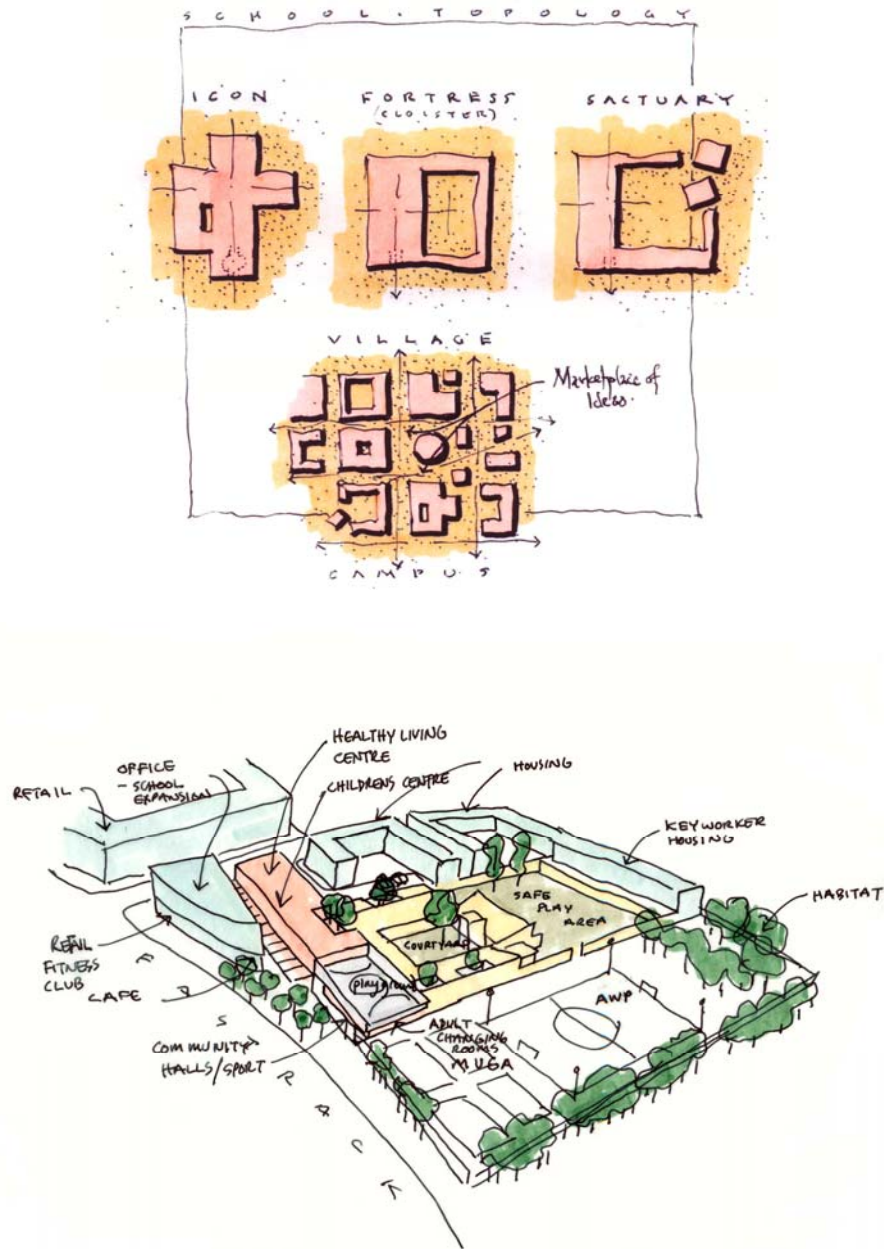 SCHOOL·TOPOLOGY
ICON
FORTRESS
(CLOISTER)
SACTUARY
VILLAGE
Marketplace of
Ideas.
CAMPUS
HEALTHY LIVING
CENTRE
OFFICE
- SCHOOL
EXPANSION
RETAIL
CHILDRENS CENTRE
HOUSING
KEYWORKER
HOUSING
HABITAT
SAFE
PLAY
AREA
COURTYARD
RETAIL
FITNESS
CLUB
CAFE
playground
AWP
ADULT
CHANGING
ROOMS
MUGA
COMMUNITY
HALLS/SPORT